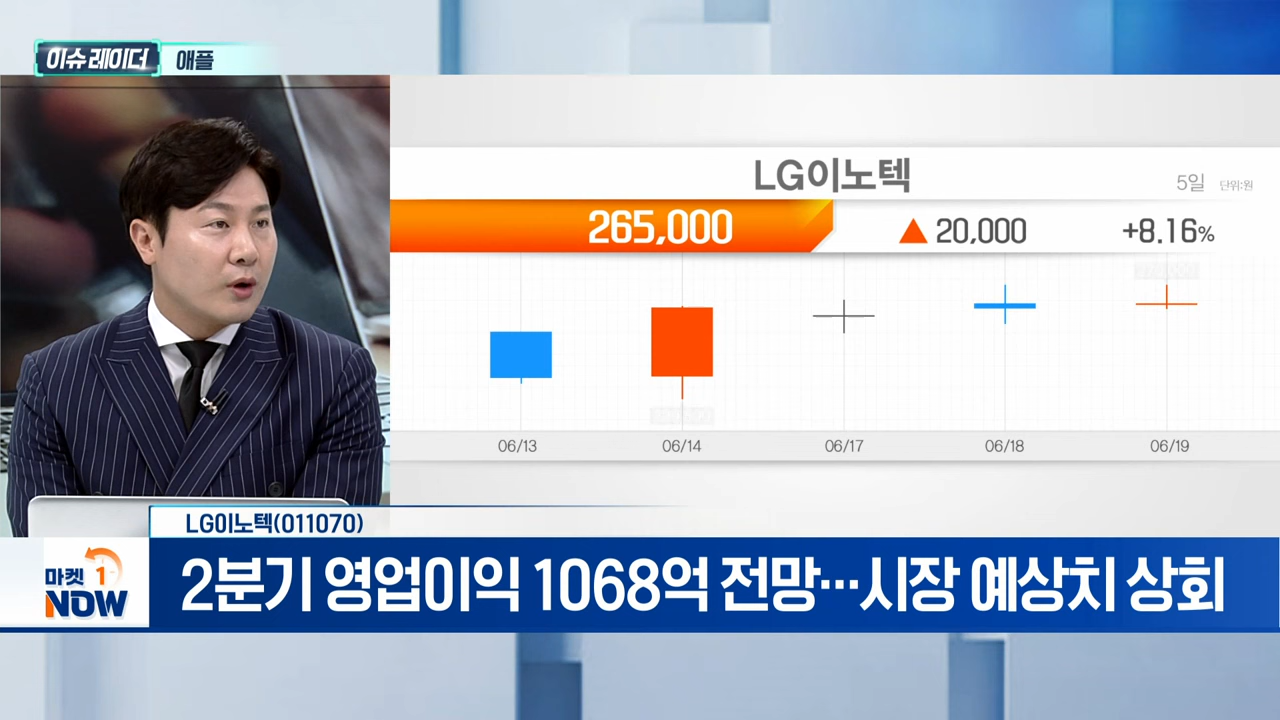 이슈레이더 애플
LG이노텍
5일 단위:원
265,000 ▲ 20,000 +8.16%
06/13 06/14 06/17 06/18 06/19
LG이노텍(011070)
마켓 1
NOW
2분기 영업이익 1068억 전망…시장 예상치 상회